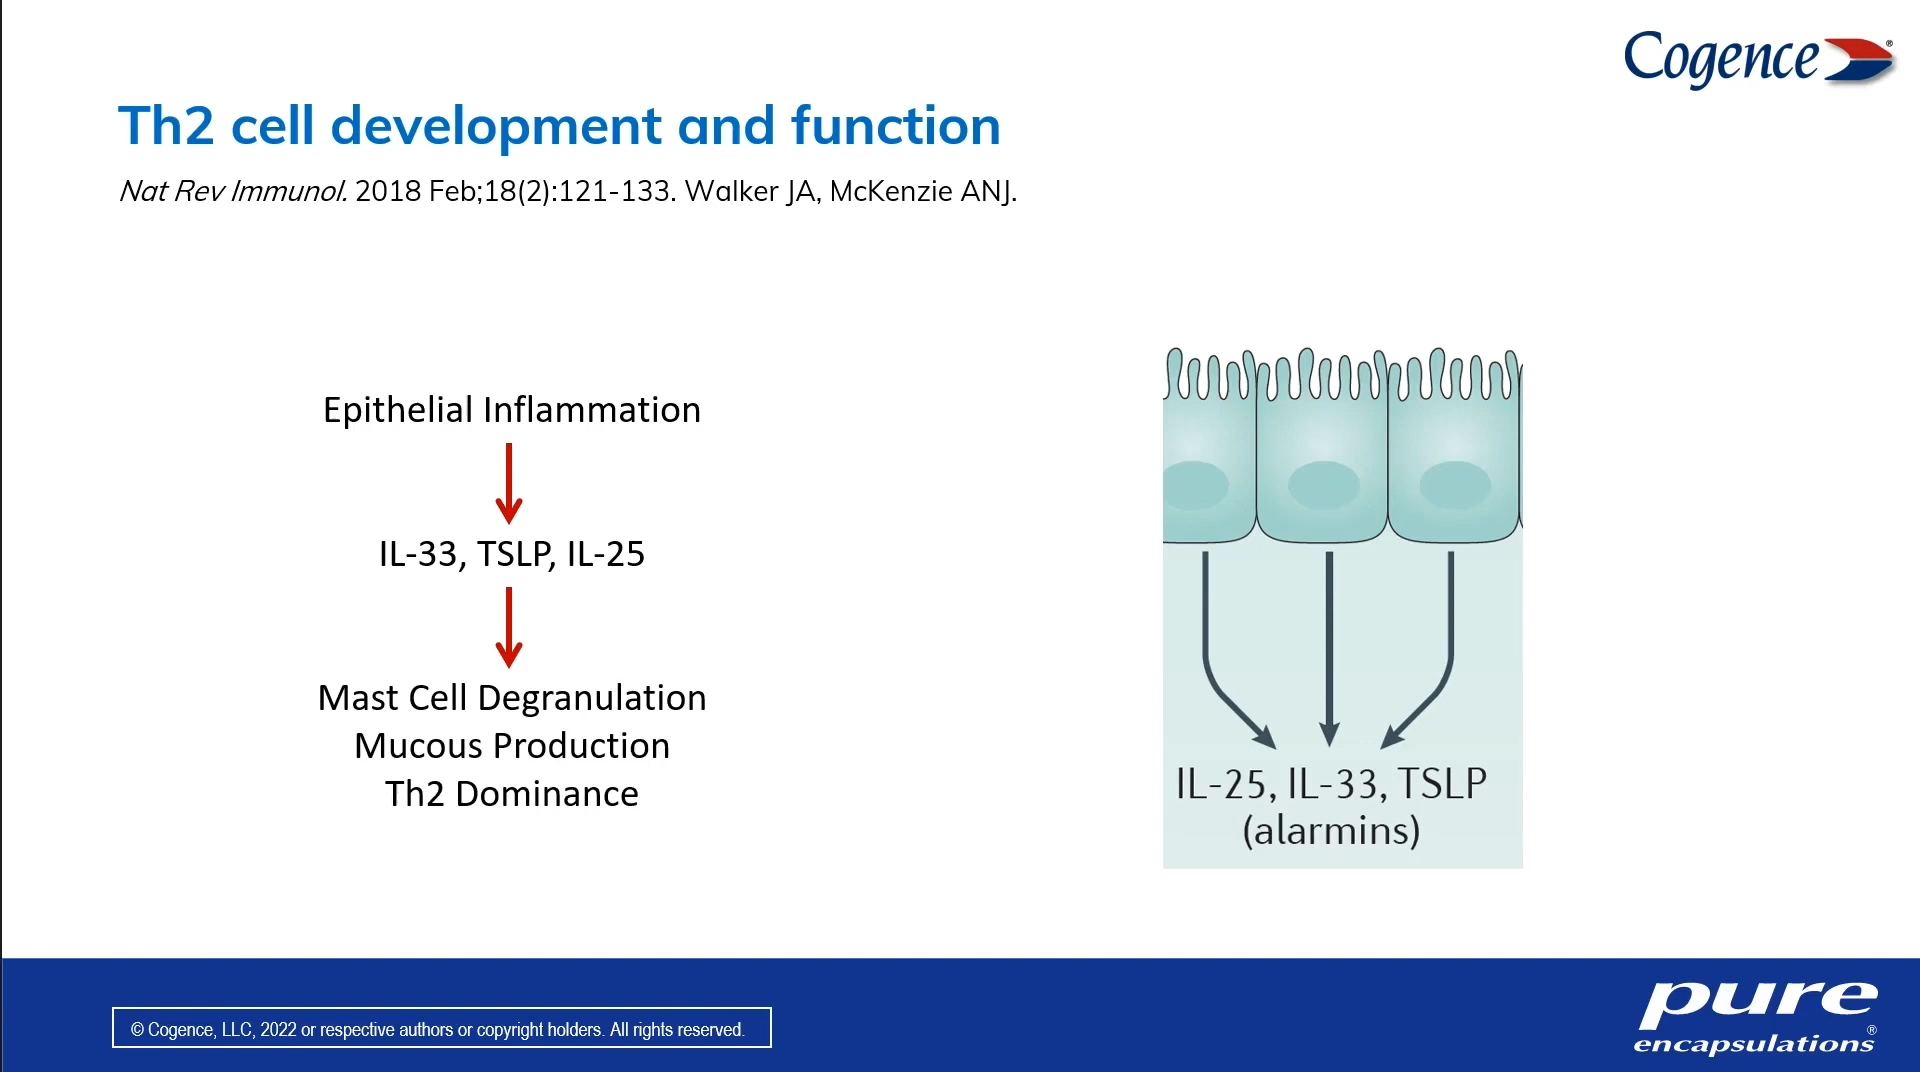 Cogence®
Th2 cell development and function
Nat Rev Immunol. 2018 Feb;18(2):121-133. Walker JA, McKenzie ANJ.
Epithelial Inflammation
IL-33, TSLP, IL-25
Mast Cell Degranulation
Mucous Production
Th2 Dominance
IL-25, IL-33, TSLP
(alarmins)
© Cogence, LLC, 2022 or respective authors or copyright holders. All rights reserved.
pure
encapsulations®